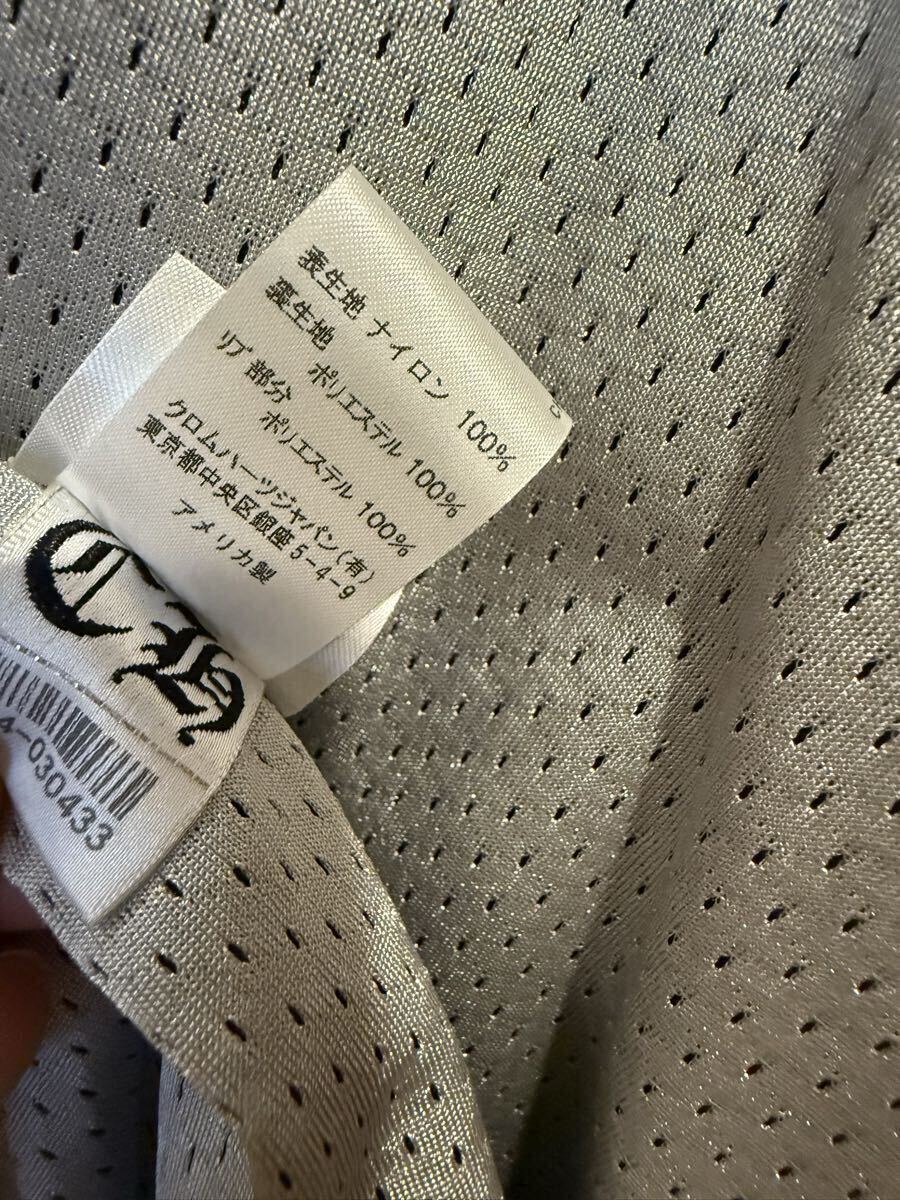 表生地 ナイロン 100%
裏生地 ポリエステル 100%
リブ部分 ポリエステル 100%
クロムハーツジャパン(有)
東京都中央区銀座5-4-9
アメリカ製
C
CH
4-030433